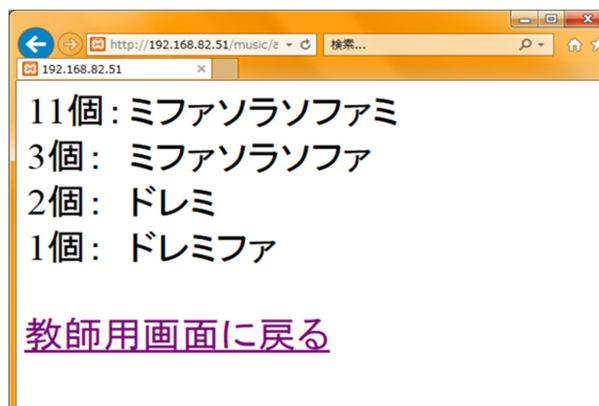 http://192.168.82.51/music/a
検索...
192.168.82.51
11個：ミファソラソファミ
3個： ミファソラソファ
2個： ドレミ
1個： ドレミファ
教師用画面に戻る